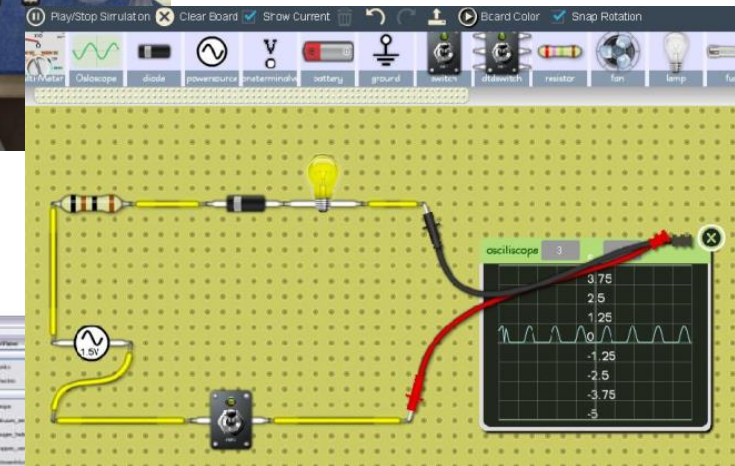 Play/Stop Simulation Clear Board Show Current Board Color Snap Rotation
Osiloscope diode powersource battery ground switch resistor fan lamp
osciliscope 3
3.75
2.5
1.25
0
-1.25
-2.5
-3.75
-5
1.5V